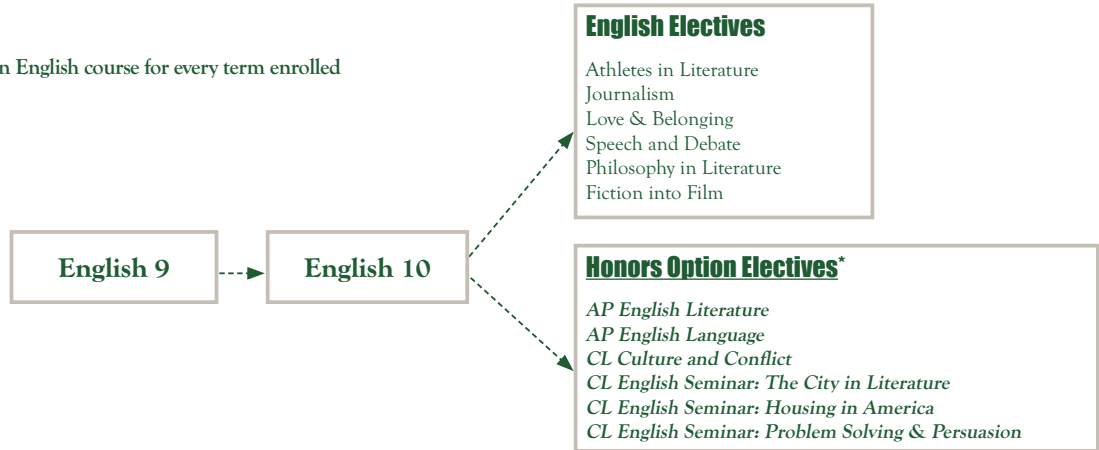 n English course for every term enrolled
English Electives
Athletes in Literature
Journalism
Love & Belonging
Speech and Debate
Philosophy in Literature
Fiction into Film
English 9
English 10
Honors Option Electives*
AP English Literature
AP English Language
CL Culture and Conflict
CL English Seminar: The City in Literature
CL English Seminar: Housing in America
CL English Seminar: Problem Solving & Persuasion